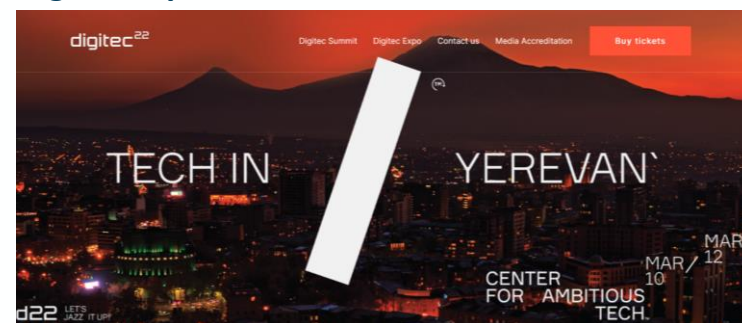 digitec²²
Digitec Summit Digitec Expo Contact us Media Accreditation Buy tickets
TECH IN / YEREVAN`
MAR/ MAR
10 12
CENTER
FOR AMBITIOUS
TECH
d22 LET'S
JAZZ IT UP!